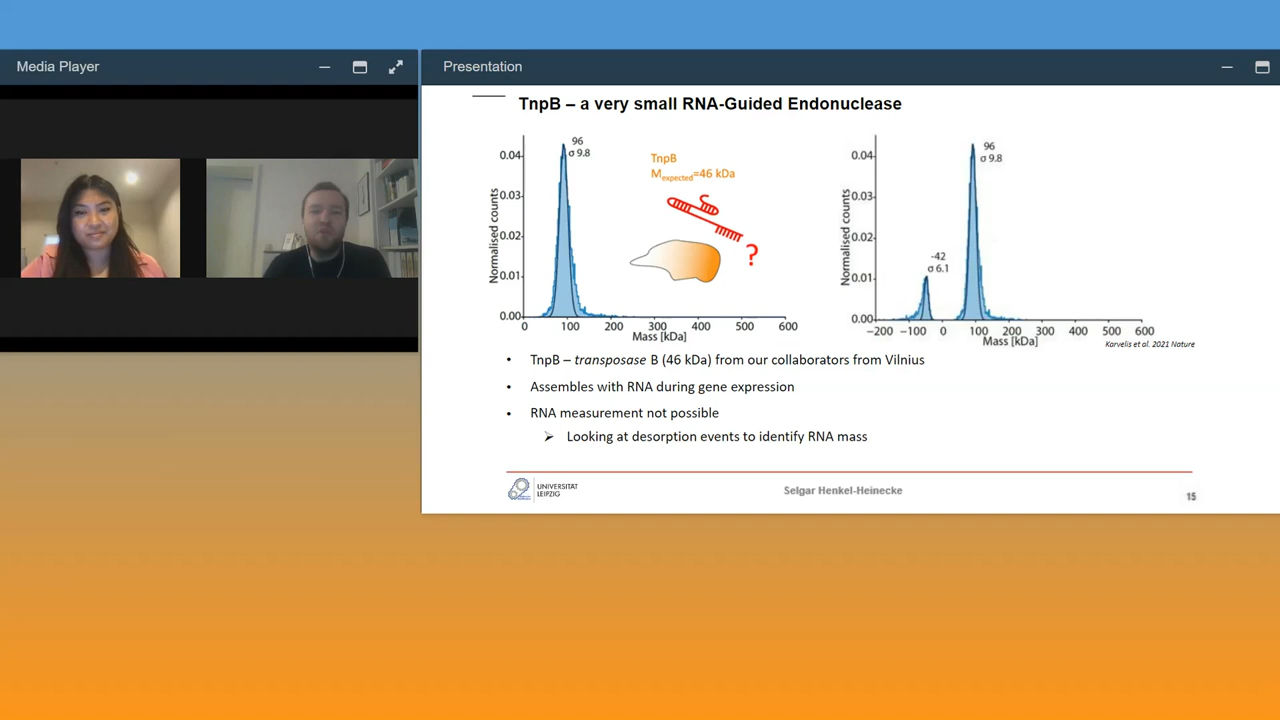 Media Player
Presentation
TnpB – a very small RNA-Guided Endonuclease
96
σ 9.8
0.04
0.03
0.02
0.01
0.00
Normalised counts
0 100 200 300 400 500 600
Mass [kDa]
TnpB
Mexpected=46 kDa
?
96
σ 9.8
-42
σ 6.1
0.04
0.03
0.02
0.01
0.00
Normalised counts
−200 −100 0 100 200 300 400 500 600
Mass [kDa]
Karvelis et al. 2021 Nature
• TnpB – transposase B (46 kDa) from our collaborators from Vilnius
• Assembles with RNA during gene expression
• RNA measurement not possible
➢ Looking at desorption events to identify RNA mass
UNIVERSITÄT
LEIPZIG
Selgar Henkel-Heinecke
15